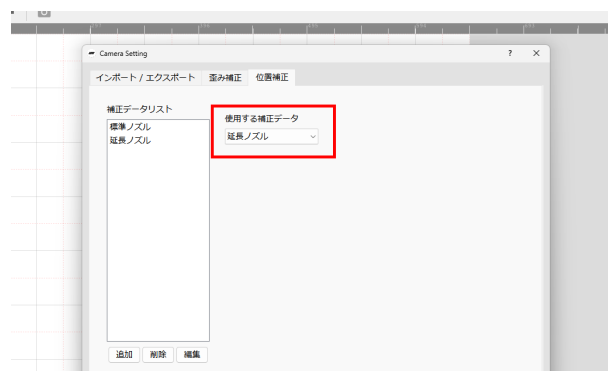 Camera Setting
? ×
インポート / エクスポート 歪み補正 位置補正
補正データリスト
標準ノズル
延長ノズル
使用する補正データ
延長ノズル
追加 削除 編集